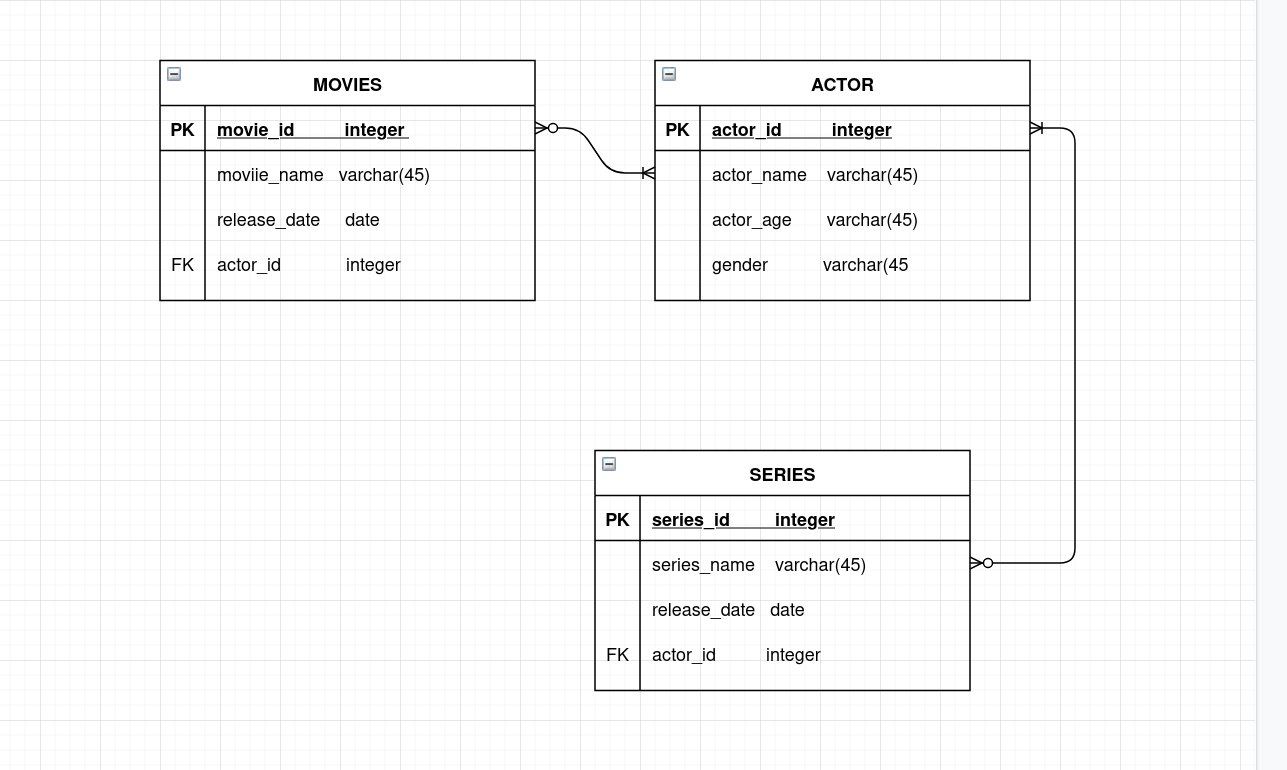 MOVIES
PK movie_id integer
moviie_name varchar(45)
release_date date
FK actor_id integer
ACTOR
PK actor_id integer
actor_name varchar(45)
actor_age varchar(45)
gender varchar(45
SERIES
PK series_id integer
series_name varchar(45)
release_date date
FK actor_id integer